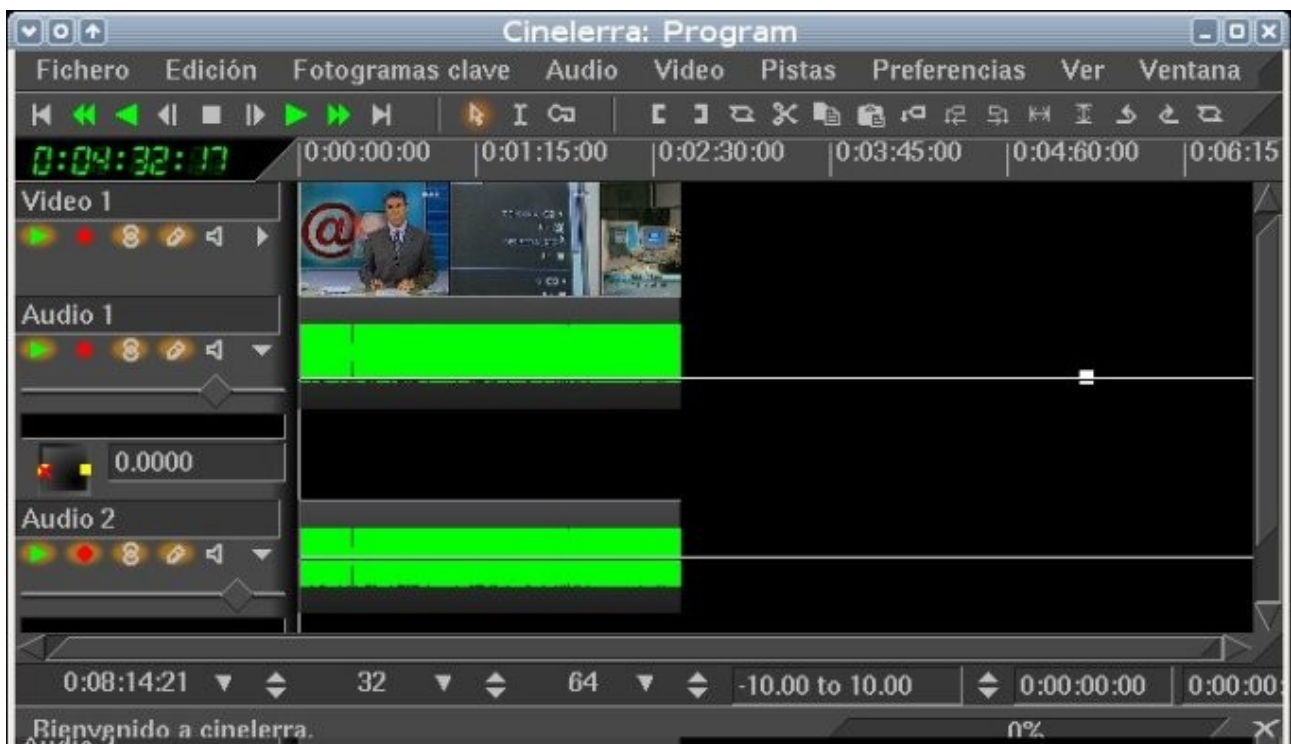 Cinelerra: Program
Fichero Edición Fotogramas clave Audio Video Pistas Preferencias Ver Ventana
0:04:32:17 0:00:00:00 0:01:15:00 0:02:30:00 0:03:45:00 0:04:60:00 0:06:15
Video 1
@
Audio 1
0.0000
Audio 2
0:08:14:21 32 64 -10.00 to 10.00 0:00:00:00 0:00:00:
Bienvenido a cinelerra. 0%